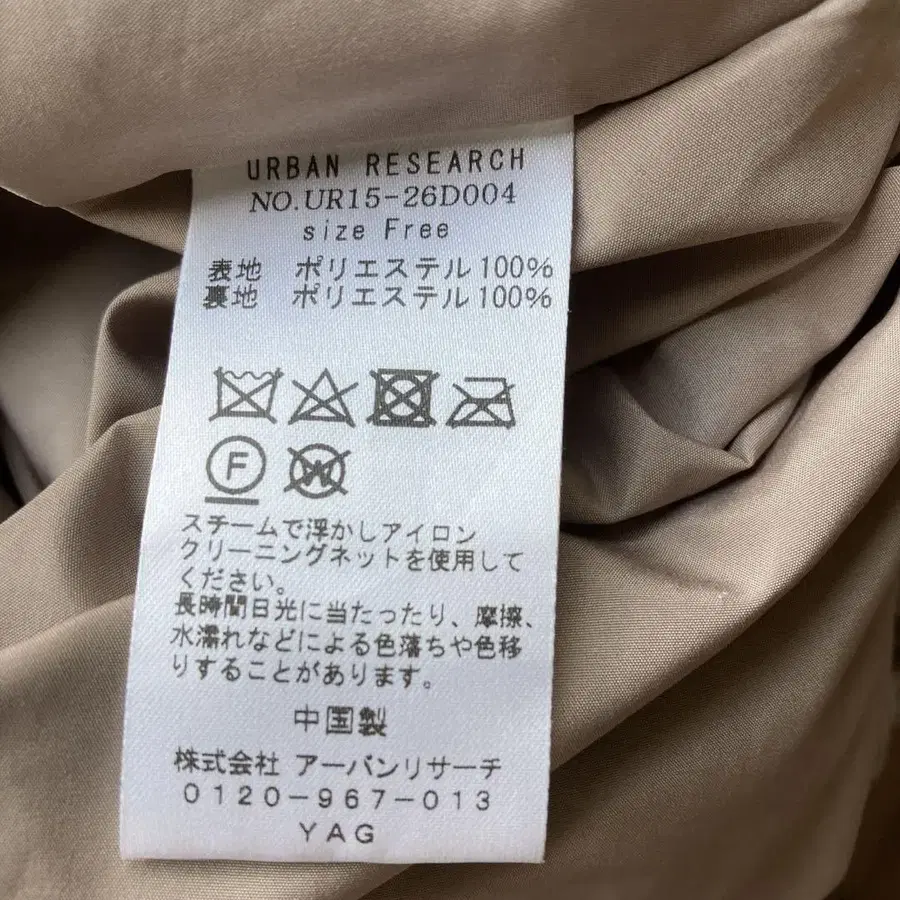 URBAN RESEARCH
NO.UR15-26D004
size Free
表地 ポリエステル100%
裏地 ポリエステル100%
F W
スチームで浮かしアイロン
クリーニングネットを使用して
ください。
長時間日光に当たったり、摩擦、
水濡れなどによる色落ちや色移
りすることがあります。
中国製
株式会社 アーバンリサーチ
0120-967-013
YAG